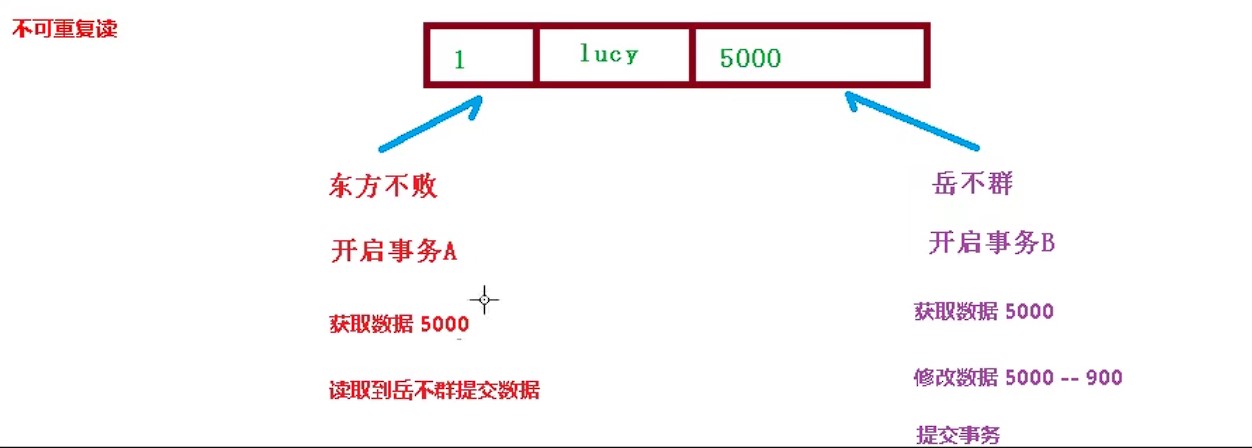 不可重复读
1 lucy 5000
东方不败
岳不群
开启事务A
开启事务B
获取数据 5000
获取数据 5000
读取到岳不群提交数据
修改数据 5000 -- 900
提交事务